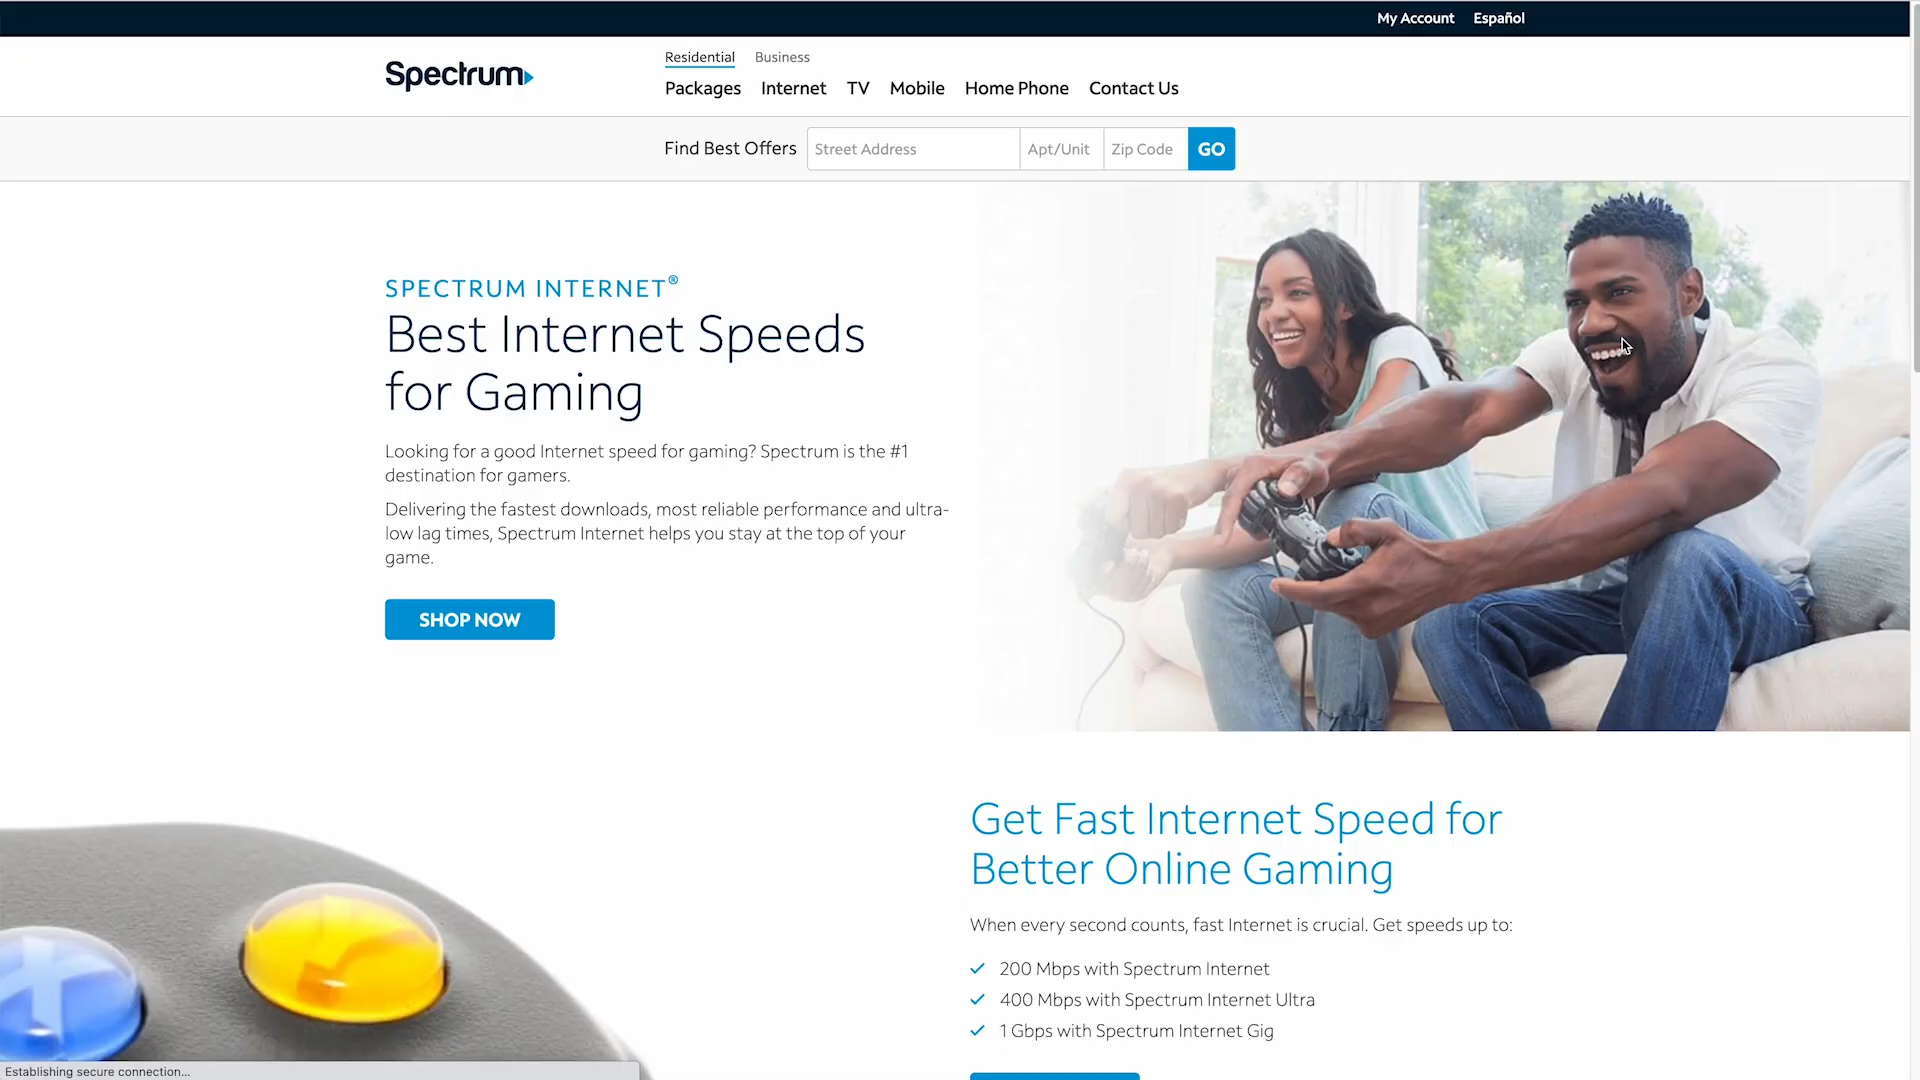 My Account Español
Spectrum
Residential Business
Packages Internet TV Mobile Home Phone Contact Us
Find Best Offers Street Address Apt/Unit Zip Code GO
SPECTRUM INTERNET®
Best Internet Speeds
for Gaming
Looking for a good Internet speed for gaming? Spectrum is the #1
destination for gamers.
Delivering the fastest downloads, most reliable performance and ultra-
low lag times, Spectrum Internet helps you stay at the top of your
game.
SHOP NOW
Get Fast Internet Speed for
Better Online Gaming
When every second counts, fast Internet is crucial. Get speeds up to:
200 Mbps with Spectrum Internet
400 Mbps with Spectrum Internet Ultra
1 Gbps with Spectrum Internet Gig
X
Establishing secure connection...